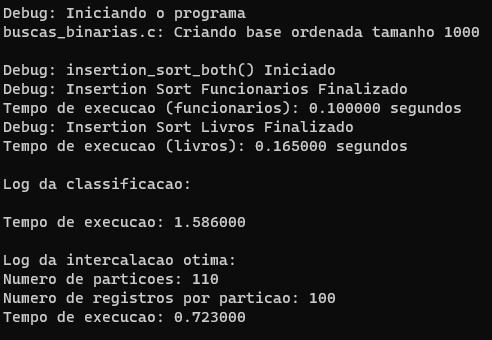 Debug: Iniciando o programa
buscas_binarias.c: Criando base ordenada tamanho 1000
Debug: insertion_sort_both() Iniciado
Debug: Insertion Sort Funcionarios Finalizado
Tempo de execucao (funcionarios): 0.100000 segundos
Debug: Insertion Sort Livros Finalizado
Tempo de execucao (livros): 0.165000 segundos
Log da classificacao:
Tempo de execucao: 1.586000
Log da intercalacao otima:
Numero de particoes: 110
Numero de registros por particao: 100
Tempo de execucao: 0.723000